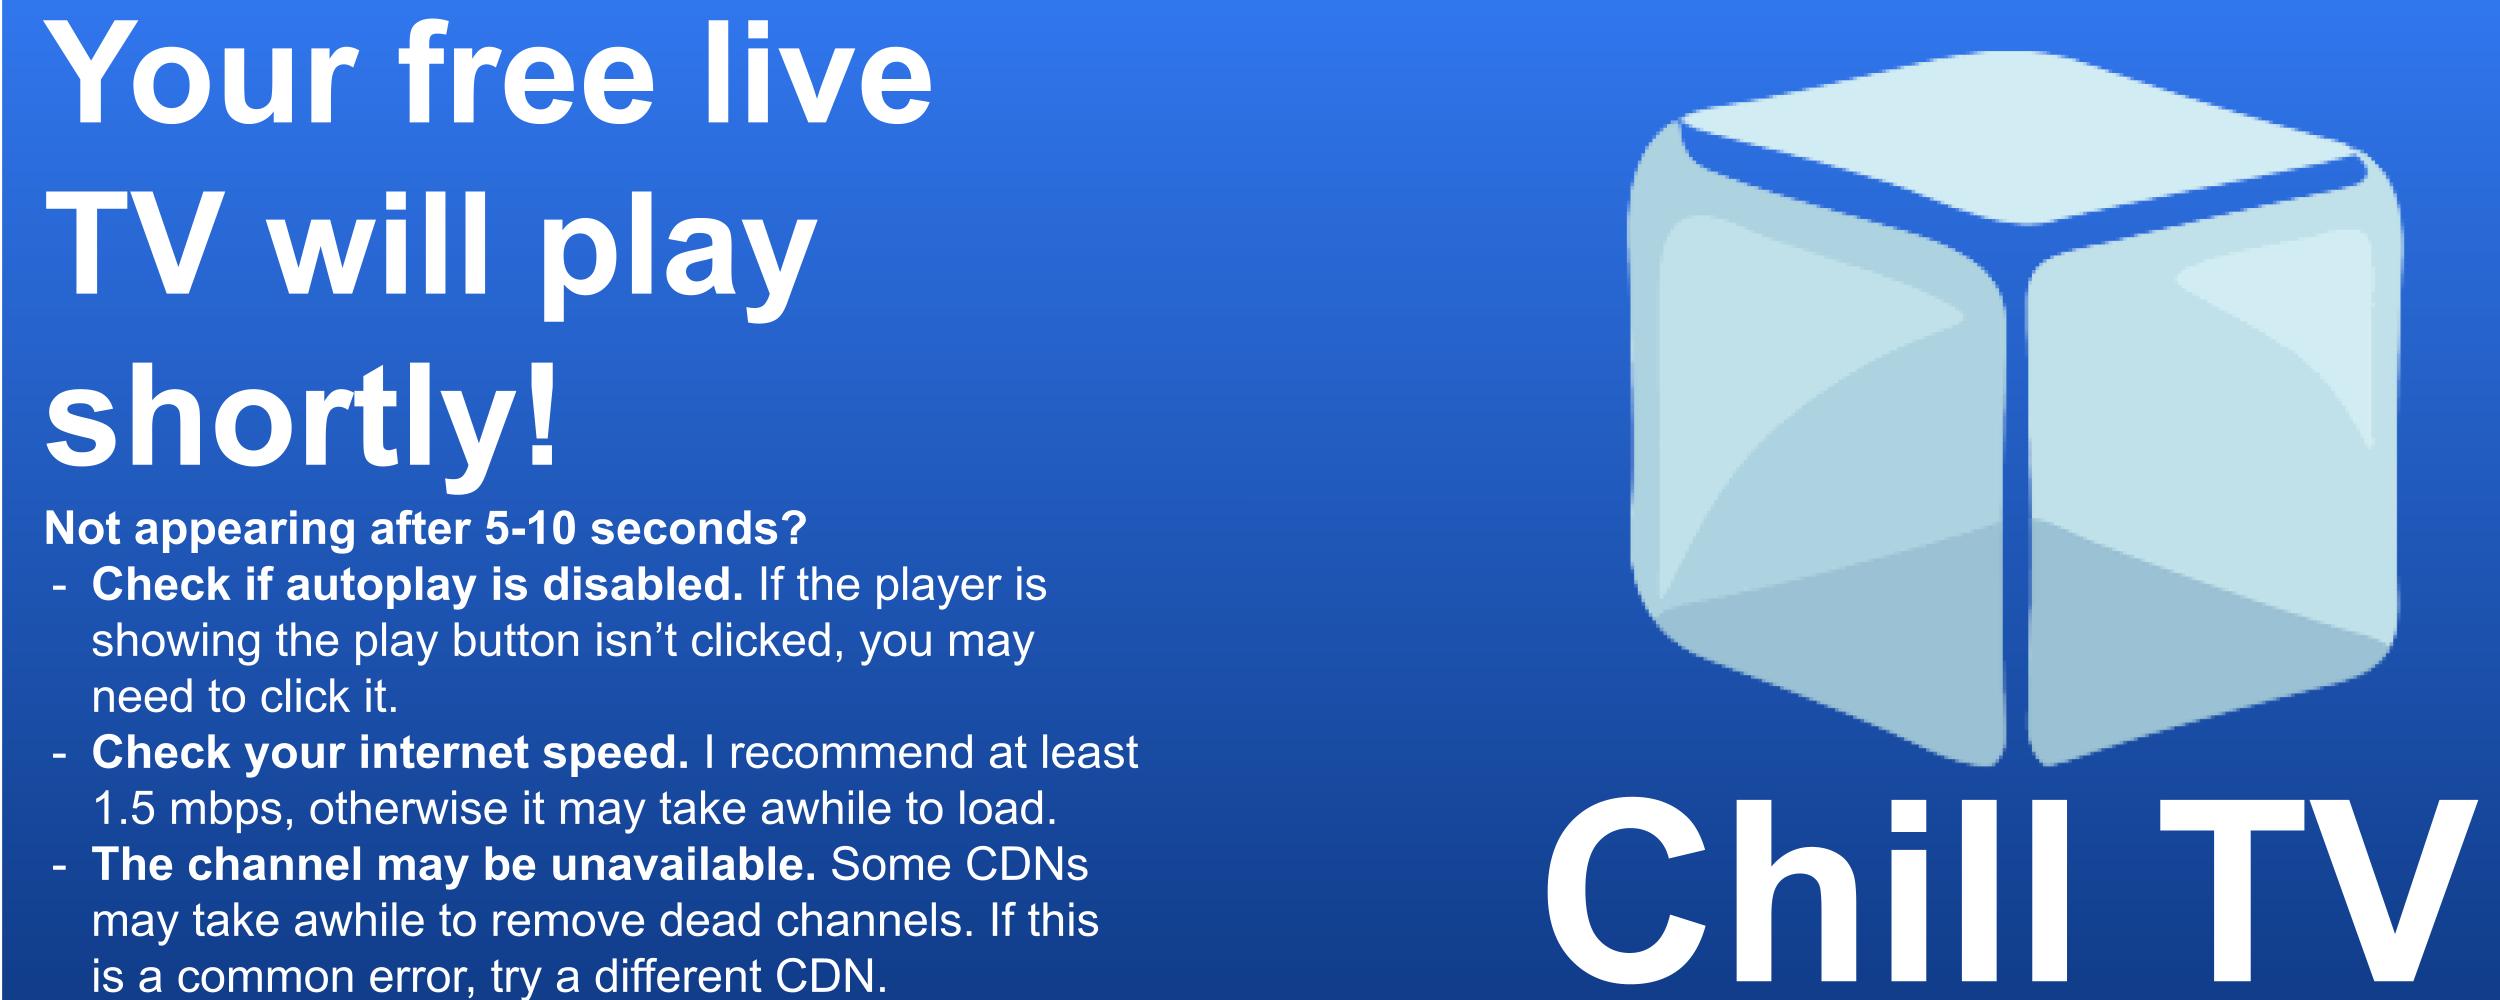 Your free live
TV will play
shortly!
Not appearing after 5-10 seconds?
- Check if autoplay is disabled. If the player is
showing the play button isn't clicked, you may
need to click it.
- Check your internet speed. I recommend at least
1.5 mbps, otherwise it may take awhile to load.
- The channel may be unavailable. Some CDNs
may take awhile to remove dead channels. If this
is a common error, try a different CDN.
Chill TV